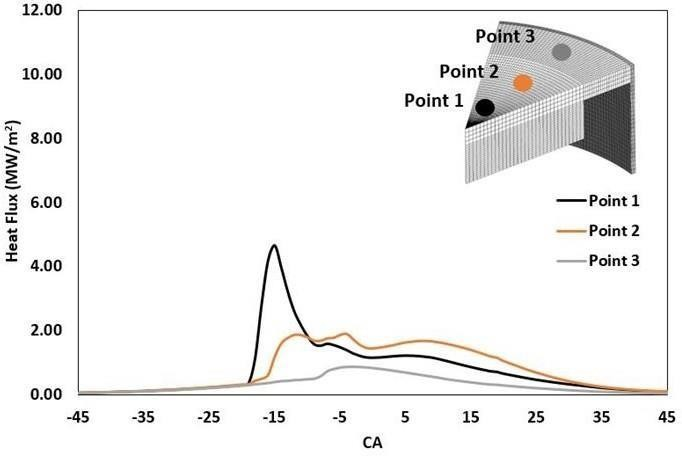 12.00
10.00
8.00
6.00
4.00
2.00
0.00
Heat Flux (MW/m²)
-45 -35 -25 -15 -5 5 15 25 35 45
CA
Point 3
Point 2
Point 1
Point 1
Point 2
Point 3